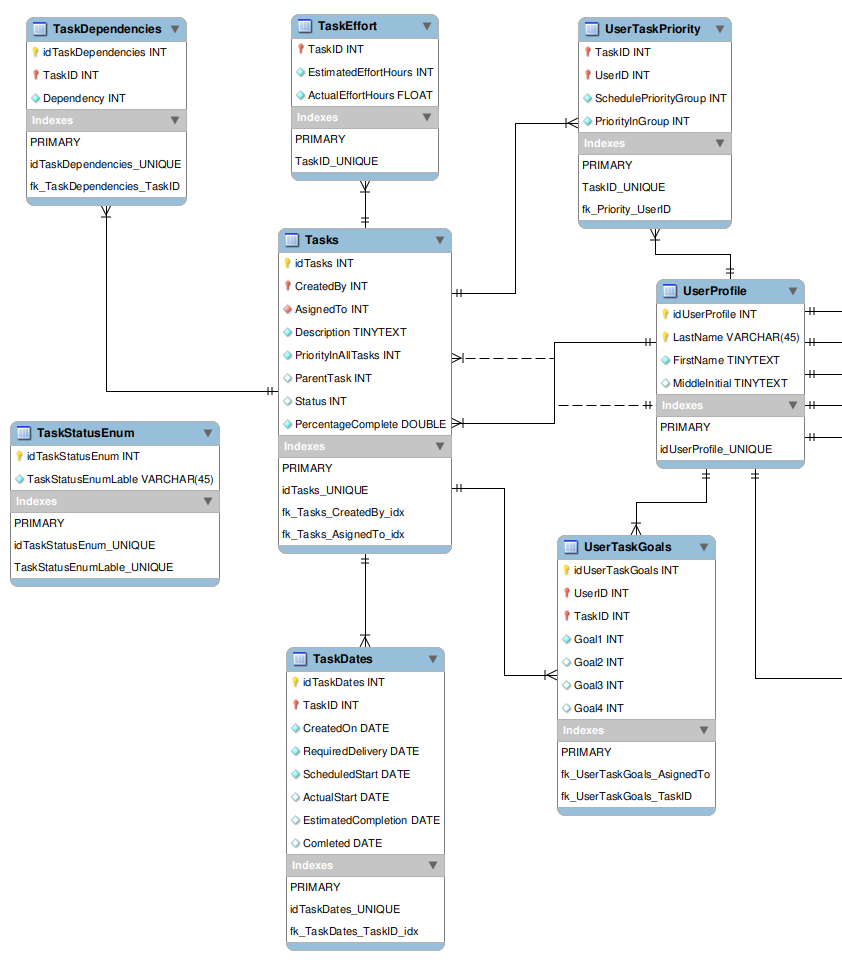 TaskDependencies
idTaskDependencies INT
TaskID INT
Dependency INT
Indexes
PRIMARY
idTaskDependencies_UNIQUE
fk_TaskDependencies_TaskID
TaskEffort
TaskID INT
EstimatedEffortHours INT
ActualEffortHours FLOAT
Indexes
PRIMARY
TaskID_UNIQUE
UserTaskPriority
TaskID INT
UserID INT
SchedulePriorityGroup INT
PriorityInGroup INT
Indexes
PRIMARY
TaskID_UNIQUE
fk_Priority_UserID
Tasks
idTasks INT
CreatedBy INT
AsignedTo INT
Description TINYTEXT
PriorityInAllTasks INT
ParentTask INT
Status INT
PercentageComplete DOUBLE
Indexes
PRIMARY
idTasks_UNIQUE
fk_Tasks_CreatedBy_idx
fk_Tasks_AsignedTo_idx
UserProfile
idUserProfile INT
LastName VARCHAR(45)
FirstName TINYTEXT
MiddleInitial TINYTEXT
Indexes
PRIMARY
idUserProfile_UNIQUE
TaskStatusEnum
idTaskStatusEnum INT
TaskStatusEnumLable VARCHAR(45)
Indexes
PRIMARY
idTaskStatusEnum_UNIQUE
TaskStatusEnumLable_UNIQUE
UserTaskGoals
idUserTaskGoals INT
UserID INT
TaskID INT
Goal1 INT
Goal2 INT
Goal3 INT
Goal4 INT
Indexes
PRIMARY
fk_UserTaskGoals_AsignedTo
fk_UserTaskGoals_TaskID
TaskDates
idTaskDates INT
TaskID INT
CreatedOn DATE
RequiredDelivery DATE
ScheduledStart DATE
ActualStart DATE
EstimatedCompletion DATE
Comleted DATE
Indexes
PRIMARY
idTaskDates_UNIQUE
fk_TaskDates_TaskID_idx